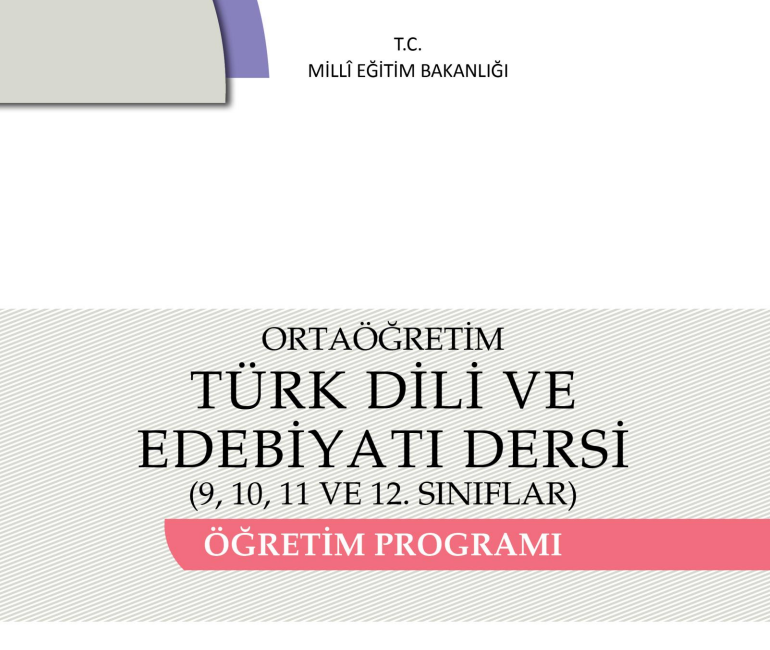 T.C.
MİLLÎ EĞİTİM BAKANLIĞI
ORTAÖĞRETİM
TÜRK DİLİ VE
EDEBİYATI DERSİ
(9, 10, 11 VE 12. SINIFLAR)
ÖĞRETİM PROGRAMI